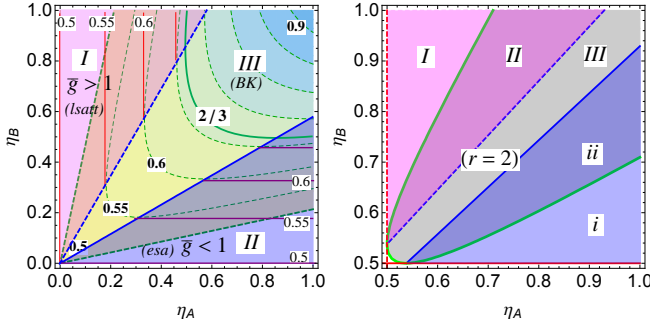 0.5
0.55
0.6
0.9
I
g̅ > 1
(lsatt)
III
(BK)
2/3
0.6
0.55
0.5
(esa) g̅ < 1
II
0.6
0.55
0.5
1.0
0.8
0.6
0.4
0.2
0.0
η_B
0.0 0.2 0.4 0.6 0.8 1.0
η_A
I
II
III
(r = 2)
ii
i
1.0
0.9
0.8
0.7
0.6
0.5
η_B
0.5 0.6 0.7 0.8 0.9 1.0
η_A